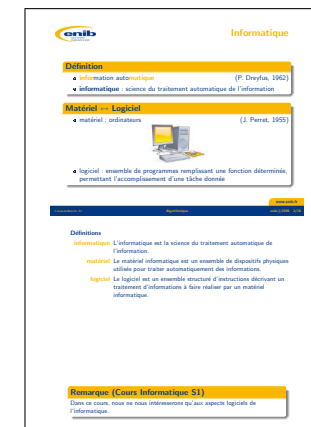 enib
Informatique
Définition
information automatique (P. Dreyfus, 1962)
informatique : science du traitement automatique de l'information
Matériel ↔ Logiciel
matériel : ordinateurs (J. Perret, 1955)
logiciel : ensemble de programmes remplissant une fonction déterminée,
permettant l'accomplissement d'une tâche donnée
www.enib.fr
Définitions
informatique L'informatique est la science du traitement automatique de
l'information.
matériel Le matériel informatique est un ensemble de dispositifs physiques
utilisés pour traiter automatiquement des informations.
logiciel Le logiciel est un ensemble structuré d'instructions décrivant un
traitement d'informations à faire réaliser par un matériel
informatique.
Remarque (Cours Informatique S1)
Dans ce cours, nous ne nous intéresserons qu'aux aspects logiciels de
l'informatique.